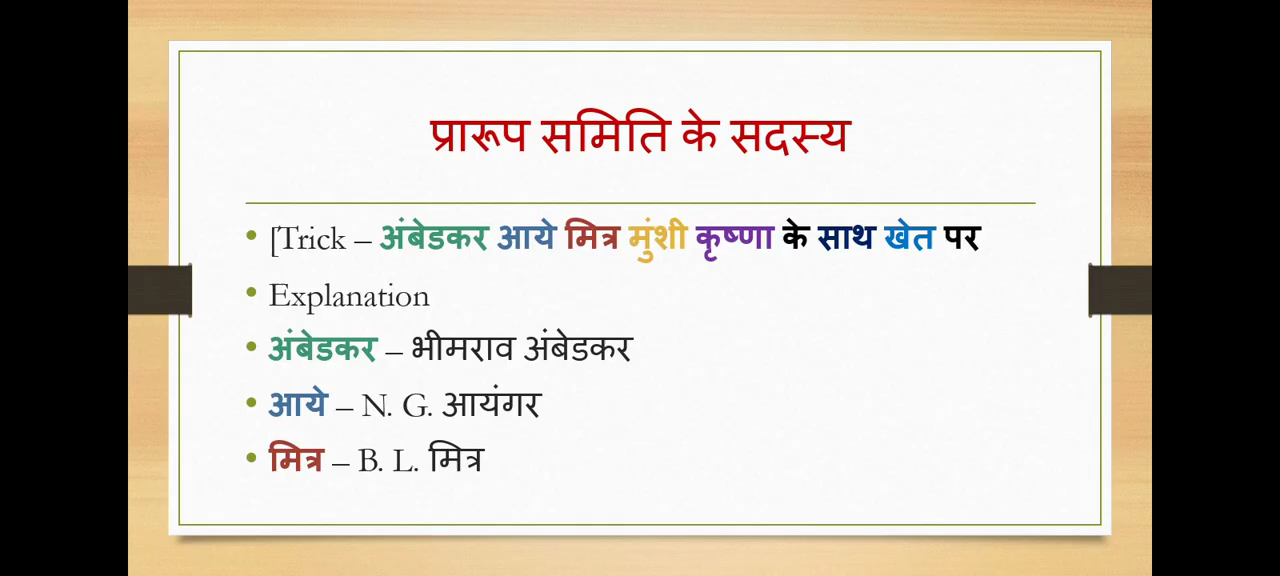 प्रारूप समिति के सदस्य
• [Trick – अंबेडकर आये मित्र मुंशी कृष्णा के साथ खेत पर
• Explanation
• अंबेडकर – भीमराव अंबेडकर
• आये – N. G. आयंगर
• मित्र – B. L. मित्र